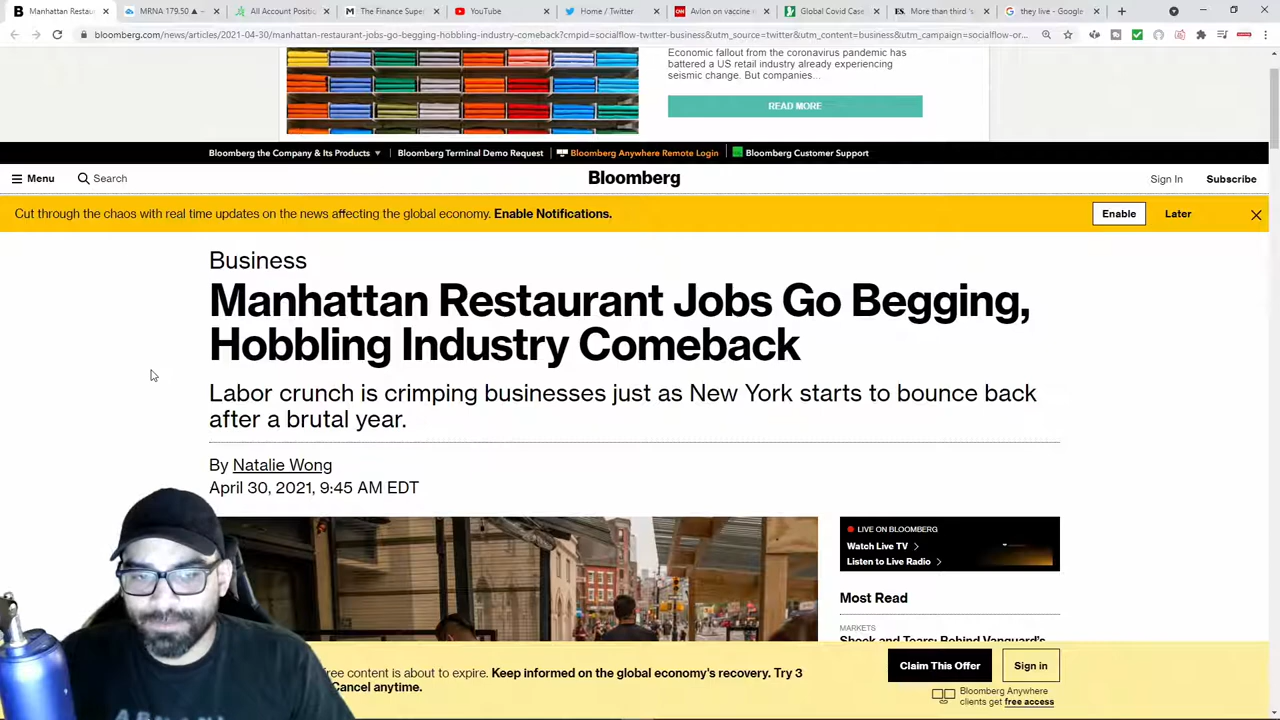 Manhattan Restau
MRNA 179.50
All Account Positi
The Finance Super
YouTube
Home / Twitter
Avion on vaccine r
Global Covid Case
More than third 's
they live - Google
bloomberg.com/news/articles/2021-04-30/manhattan-restaurant-jobs-go-begging-hobbling-industry-comeback?cmpid=socialflow-twitter-business&utm_source=twitter&utm_content=business&utm_campaign=socialflow-or...
Economic fallout from the coronavirus pandemic has
battered a US retail industry already experiencing
seismic change. But companies...
READ MORE
Bloomberg the Company & Its Products
Bloomberg Terminal Demo Request
Bloomberg Anywhere Remote Login
Bloomberg Customer Support
Menu
Search
Bloomberg
Sign In
Subscribe
Cut through the chaos with real time updates on the news affecting the global economy. Enable Notifications.
Enable
Later
Business
Manhattan Restaurant Jobs Go Begging,
Hobbling Industry Comeback
Labor crunch is crimping businesses just as New York starts to bounce back
after a brutal year.
By Natalie Wong
April 30, 2021, 9:45 AM EDT
LIVE ON BLOOMBERG
Watch Live TV
Listen to Live Radio
Most Read
MARKETS
Shock and Tears: Behind Vanguard's
free content is about to expire. Keep informed on the global economy's recovery. Try 3
Cancel anytime.
Claim This Offer
Sign in
Bloomberg Anywhere
clients get free access